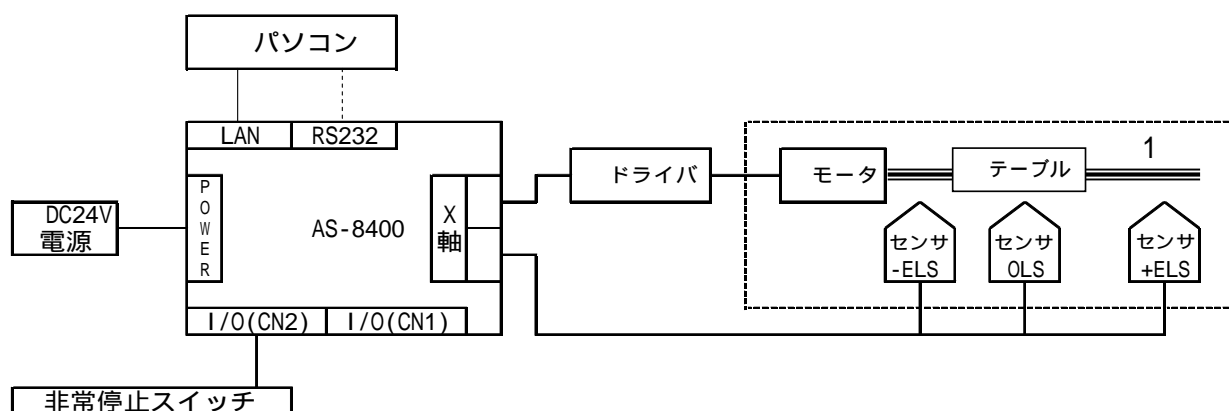 パソコン
LAN RS232
1
ドライバ
モータ
テーブル
POWER
X
軸
DC24V
電源
AS-8400
センサ
-ELS
センサ
OLS
センサ
+ELS
I/O(CN2) I/O(CN1)
非常停止スイッチ